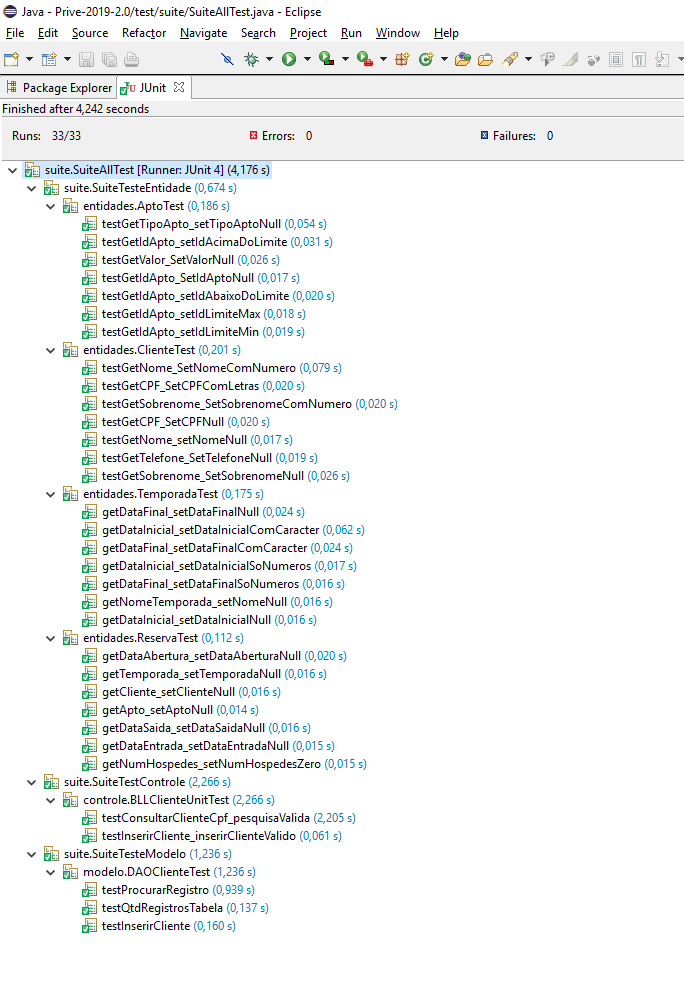 Java - Prive-2019-2.0/test/suite/SuiteAllTest.java - Eclipse
File Edit Source Refactor Navigate Search Project Run Window Help
Package Explorer JUnit
Finished after 4,242 seconds
Runs: 33/33 Errors: 0 Failures: 0
suite.SuiteAllTest [Runner: JUnit 4] (4,176 s)
suite.SuiteTesteEntidade (0,674 s)
entidades.AptoTest (0,186 s)
testGetTipoApto_setTipoAptoNull (0,054 s)
testGetIdApto_setIdAcimaDoLimite (0,031 s)
testGetValor_SetValorNull (0,026 s)
testGetIdApto_SetIdAptoNull (0,017 s)
testGetIdApto_setIdAbaixoDoLimite (0,020 s)
testGetIdApto_setIdLimiteMax (0,018 s)
testGetIdApto_setIdLimiteMin (0,019 s)
entidades.ClienteTest (0,201 s)
testGetNome_SetNomeComNumero (0,079 s)
testGetCPF_SetCPFComLetras (0,020 s)
testGetSobrenome_SetSobrenomeComNumero (0,020 s)
testGetCPF_SetCPFNull (0,020 s)
testGetNome_setNomeNull (0,017 s)
testGetTelefone_SetTelefoneNull (0,019 s)
testGetSobrenome_SetSobrenomeNull (0,026 s)
entidades.TemporadaTest (0,175 s)
getDataFinal_setDataFinalNull (0,024 s)
getDataInicial_setDataInicialComCaracter (0,062 s)
getDataFinal_setDataFinalComCaracter (0,024 s)
getDataInicial_setDataInicialSoNumeros (0,017 s)
getDataFinal_setDataFinalSoNumeros (0,016 s)
getNomeTemporada_setNomeNull (0,016 s)
getDataInicial_setDataInicialNull (0,016 s)
entidades.ReservaTest (0,112 s)
getDataAbertura_setDataAberturaNull (0,020 s)
getTemporada_setTemporadaNull (0,016 s)
getCliente_setClienteNull (0,016 s)
getApto_setAptoNull (0,014 s)
getDataSaida_setDataSaidaNull (0,016 s)
getDataEntrada_setDataEntradaNull (0,015 s)
getNumHospedes_setNumHospedesZero (0,015 s)
suite.SuiteTestControle (2,266 s)
controle.BLLClienteUnitTest (2,266 s)
testConsultarClienteCpf_pesquisaValida (2,205 s)
testInserirCliente_inserirClienteValido (0,061 s)
suite.SuiteTesteModelo (1,236 s)
modelo.DAOClienteTest (1,236 s)
testProcurarRegistro (0,939 s)
testQtdRegistrosTabela (0,137 s)
testInserirCliente (0,160 s)